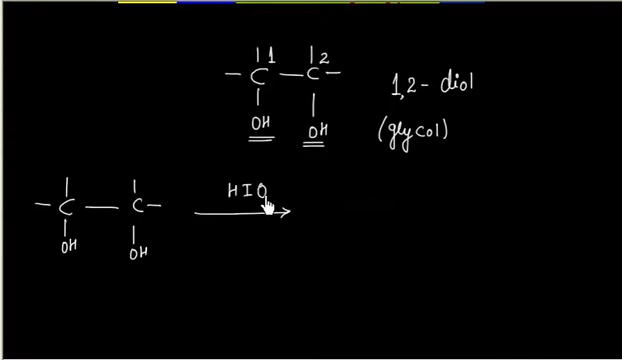 1 2
— C — C —
OH OH
1,2- diol
(glycol)
HIO
— C — C —
OH OH